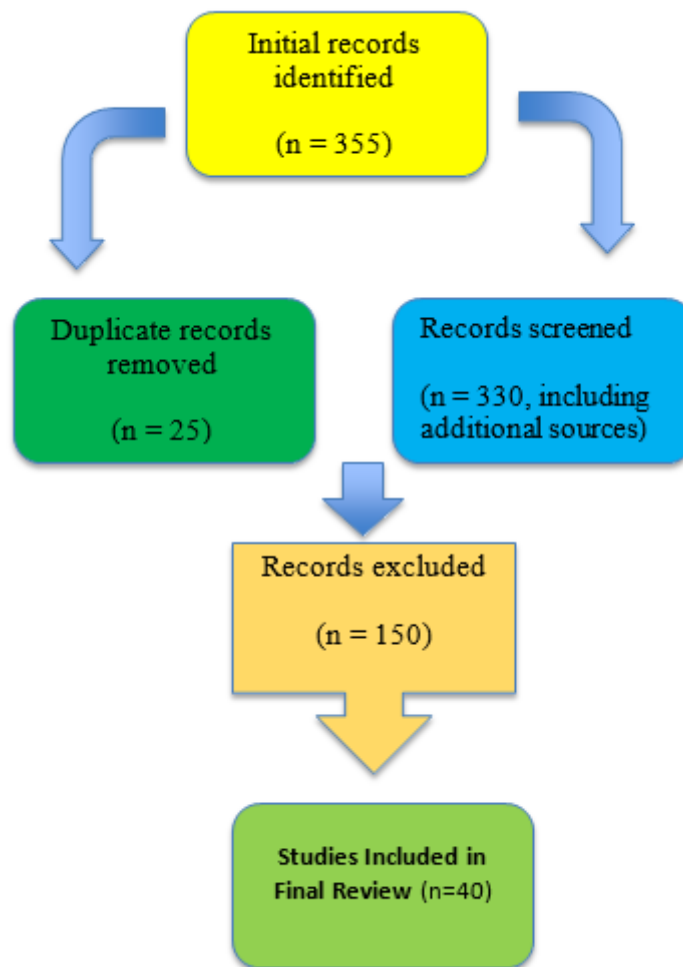 Initial records
identified
(n = 355)
Duplicate records
removed
(n = 25)
Records screened
(n = 330, including
additional sources)
Records excluded
(n = 150)
Studies Included in
Final Review (n=40)